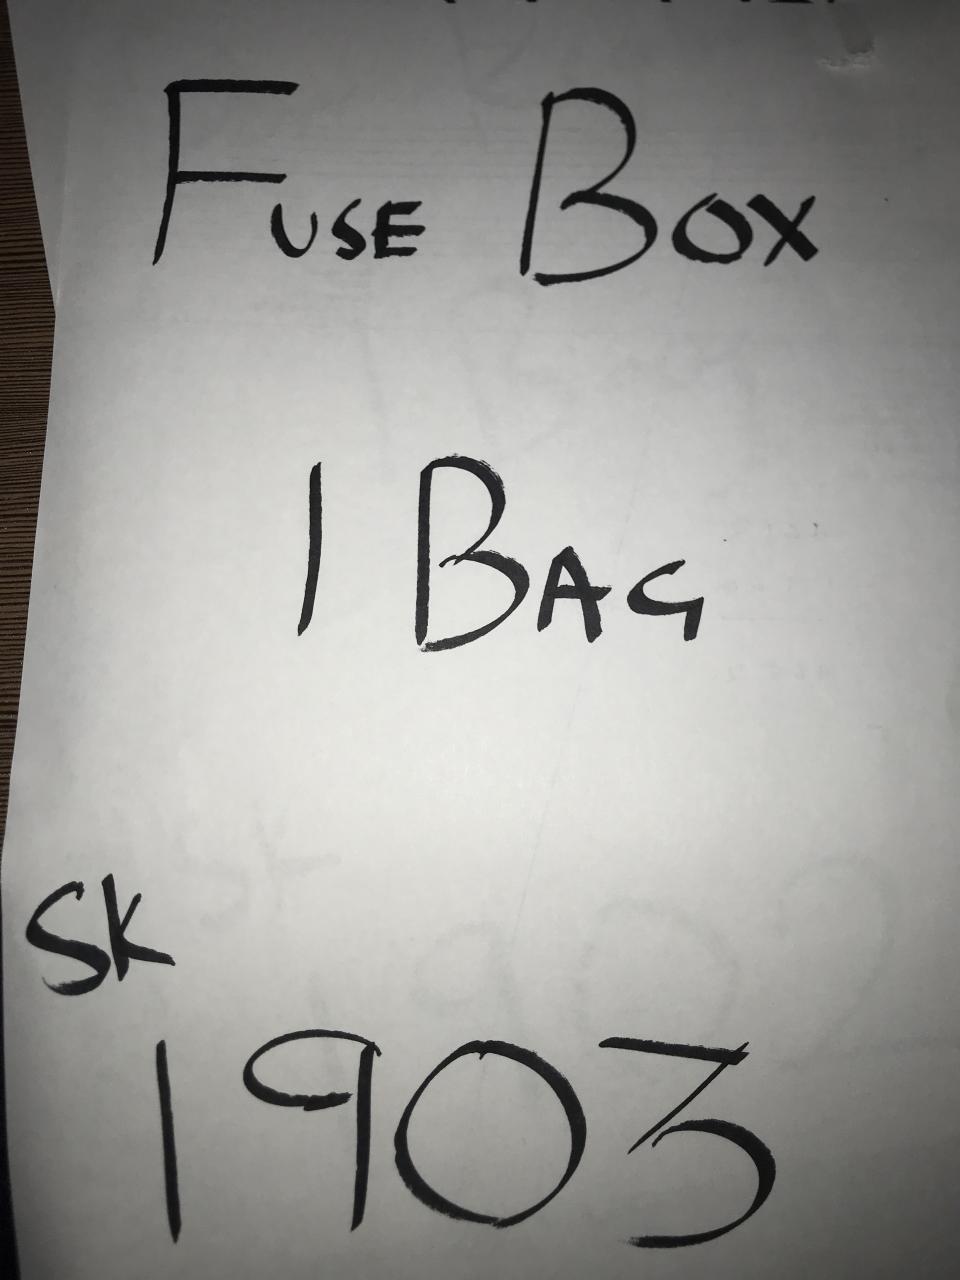 FUSE BOX
1 BAG
SK
1903